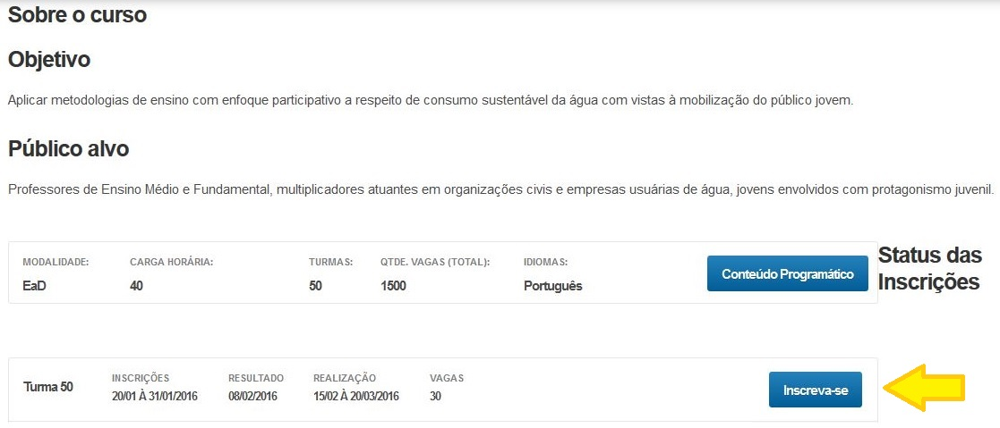 Sobre o curso
Objetivo
Aplicar metodologias de ensino com enfoque participativo a respeito de consumo sustentável da água com vistas à mobilização do público jovem.
Público alvo
Professores de Ensino Médio e Fundamental, multiplicadores atuantes em organizações civis e empresas usuárias de água, jovens envolvidos com protagonismo juvenil.
MODALIDADE: CARGA HORÁRIA: TURMAS: QTDE. VAGAS (TOTAL): IDIOMAS:
EaD 40 50 1500 Português
Conteúdo Programático
Status das
Inscrições
Turma 50
INSCRIÇÕES RESULTADO REALIZAÇÃO VAGAS
20/01 À 31/01/2016 08/02/2016 15/02 À 20/03/2016 30
Inscreva-se